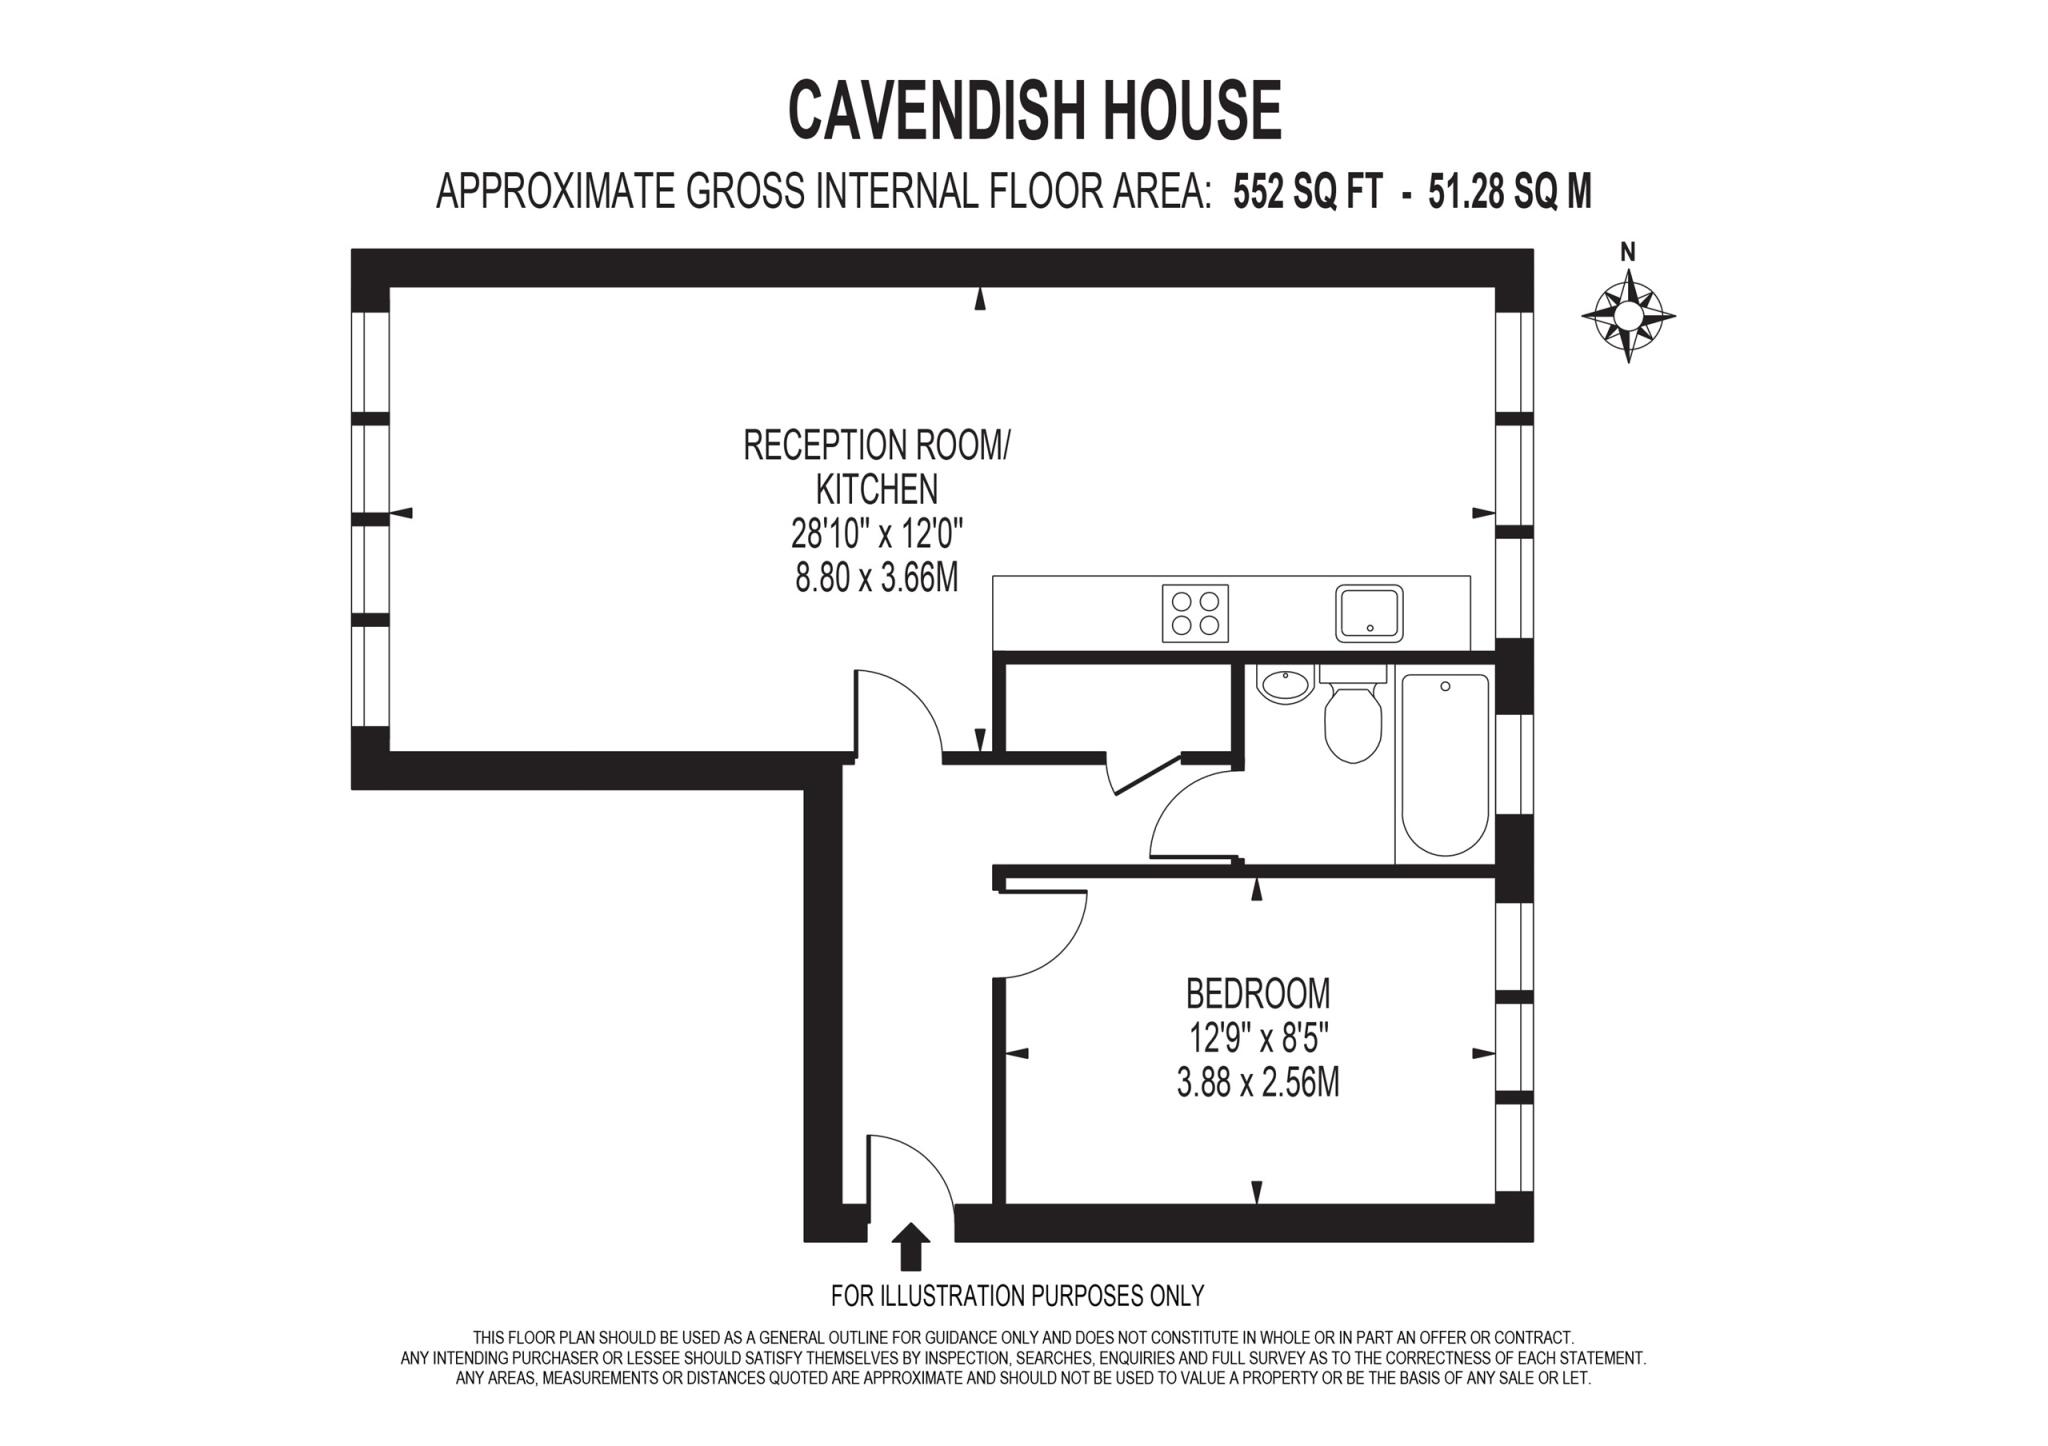 CAVENDISH HOUSE
APPROXIMATE GROSS INTERNAL FLOOR AREA: 552 SQ FT - 51.28 SQ M
N
RECEPTION ROOM/
KITCHEN
28'10" x 12'0"
8.80 x 3.66M
BEDROOM
12'9" x 8'5"
3.88 x 2.56M
FOR ILLUSTRATION PURPOSES ONLY
THIS FLOOR PLAN SHOULD BE USED AS A GENERAL OUTLINE FOR GUIDANCE ONLY AND DOES NOT CONSTITUTE IN WHOLE OR IN PART AN OFFER OR CONTRACT.
ANY INTENDING PURCHASER OR LESSEE SHOULD SATISFY THEMSELVES BY INSPECTION, SEARCHES, ENQUIRIES AND FULL SURVEY AS TO THE CORRECTNESS OF EACH STATEMENT.
ANY AREAS, MEASUREMENTS OR DISTANCES QUOTED ARE APPROXIMATE AND SHOULD NOT BE USED TO VALUE A PROPERTY OR BE THE BASIS OF ANY SALE OR LET.